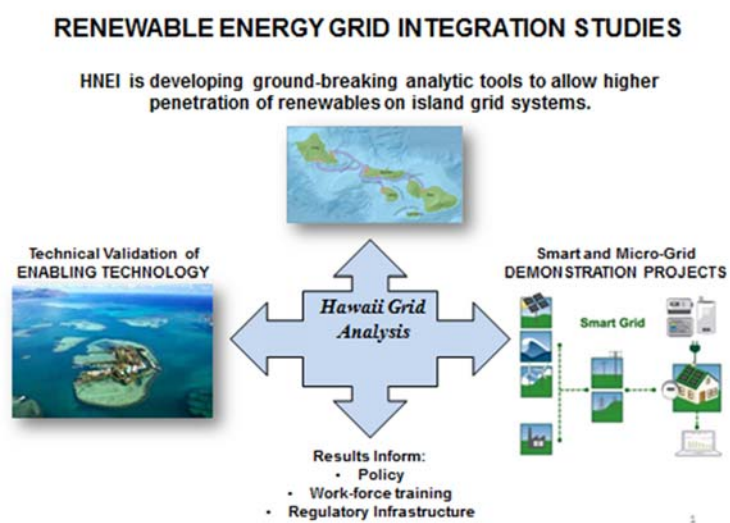 RENEWABLE ENERGY GRID INTEGRATION STUDIES
HNEI is developing ground-breaking analytic tools to allow higher
penetration of renewables on island grid systems.
Technical Validation of
ENABLING TECHNOLOGY
Hawaii Grid
Analysis
Smart and Micro-Grid
DEMONSTRATION PROJECTS
Smart Grid
Results Inform:
• Policy
• Work-force training
• Regulatory Infrastructure
1